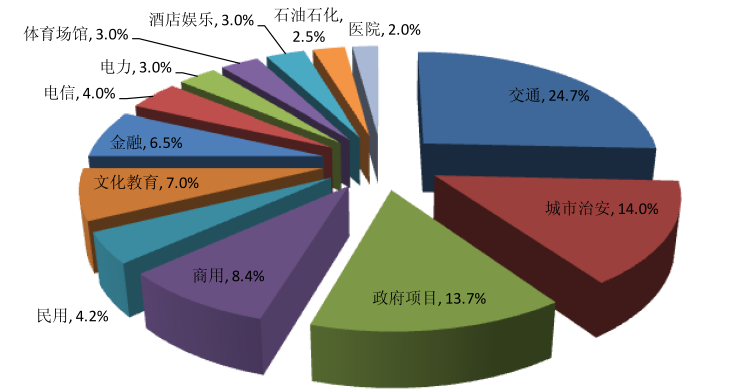 酒店娱乐, 3.0%
石油石化,
2.5%
医院, 2.0%
体育场馆, 3.0%
电力, 3.0%
电信, 4.0%
交通, 24.7%
金融, 6.5%
文化教育, 7.0%
城市治安, 14.0%
商用, 8.4%
政府项目, 13.7%
民用, 4.2%